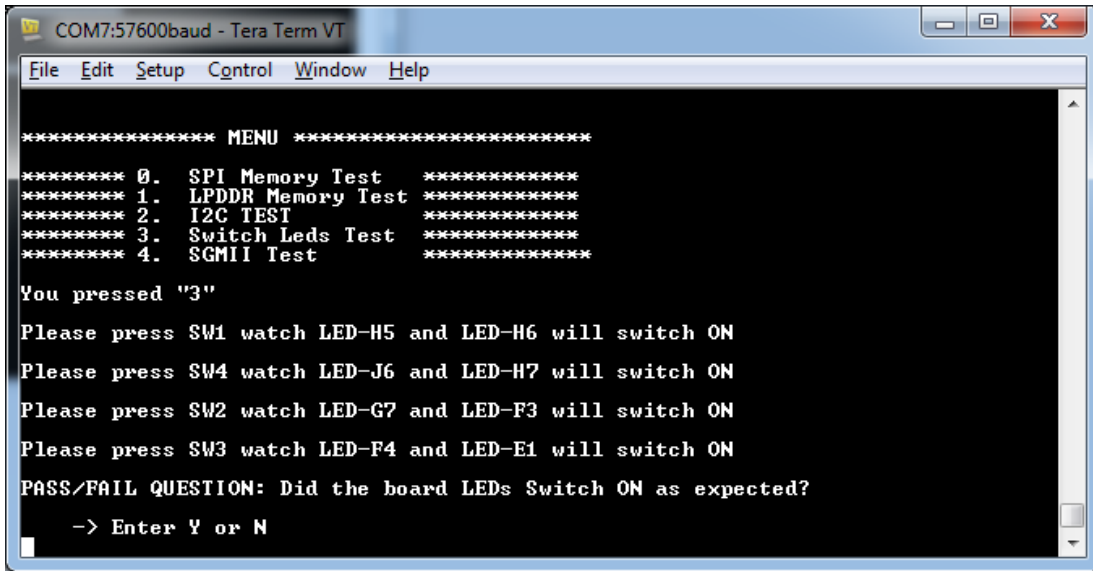 COM7:57600baud - Tera Term VT
File Edit Setup Control Window Help
*************** MENU ***********************
******** 0. SPI Memory Test ************
******** 1. LPDDR Memory Test ************
******** 2. I2C TEST ************
******** 3. Switch Leds Test ************
******** 4. SGMII Test *************
You pressed "3"
Please press SW1 watch LED-H5 and LED-H6 will switch ON
Please press SW4 watch LED-J6 and LED-H7 will switch ON
Please press SW2 watch LED-G7 and LED-F3 will switch ON
Please press SW3 watch LED-F4 and LED-E1 will switch ON
PASS/FAIL QUESTION: Did the board LEDs Switch ON as expected?
-> Enter Y or N